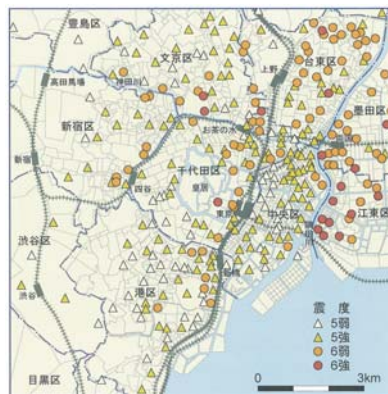 豊島区
文京区
台東区
上野
高田馬場
神田川
墨田区
お茶の水
新宿区
千代田区
新宿
四谷
皇居
東京
中央区
江東区
渋谷区
新橋
渋谷
港区
目黒区
震度
5弱
5強
6弱
6強
0 3km